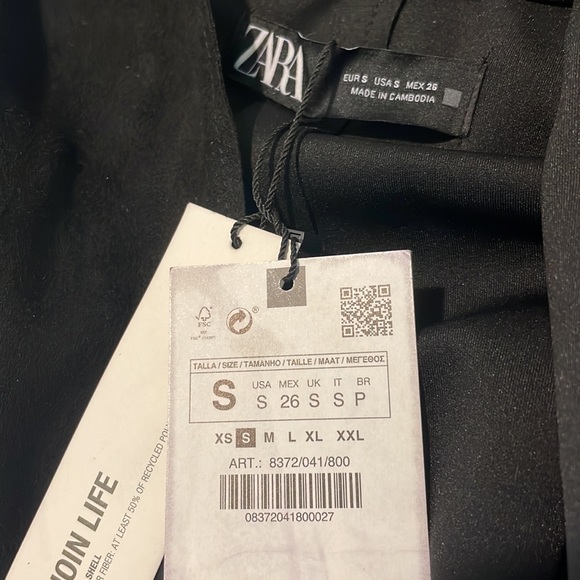 ZARA
EUR S USA S MEX 26
MADE IN CAMBODIA
FSC
TALLA / SIZE / TAMANHO / TAILLE / MAAT / ΜΕΓΕΘΟΣ
S
USA MEX UK IT BR
S 26 S S P
XS S M L XL XXL
ART.: 8372/041/800
08372041800027
JOIN LIFE
SHELL
FIBER: AT LEAST 50% OF RECYCLED